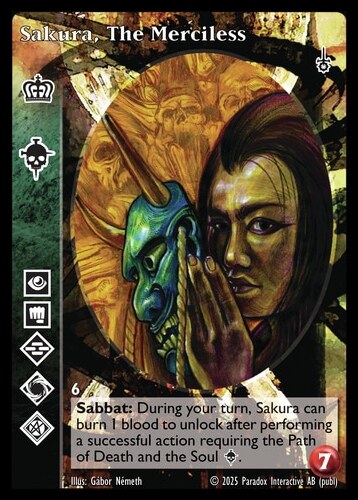 Sakura, The Merciless
6
Sabbat: During your turn, Sakura can
burn 1 blood to unlock after performing
a successful action requiring the Path
of Death and the Soul .
7
Illus: Gábor Németh
© 2025 Paradox Interactive AB (publ)